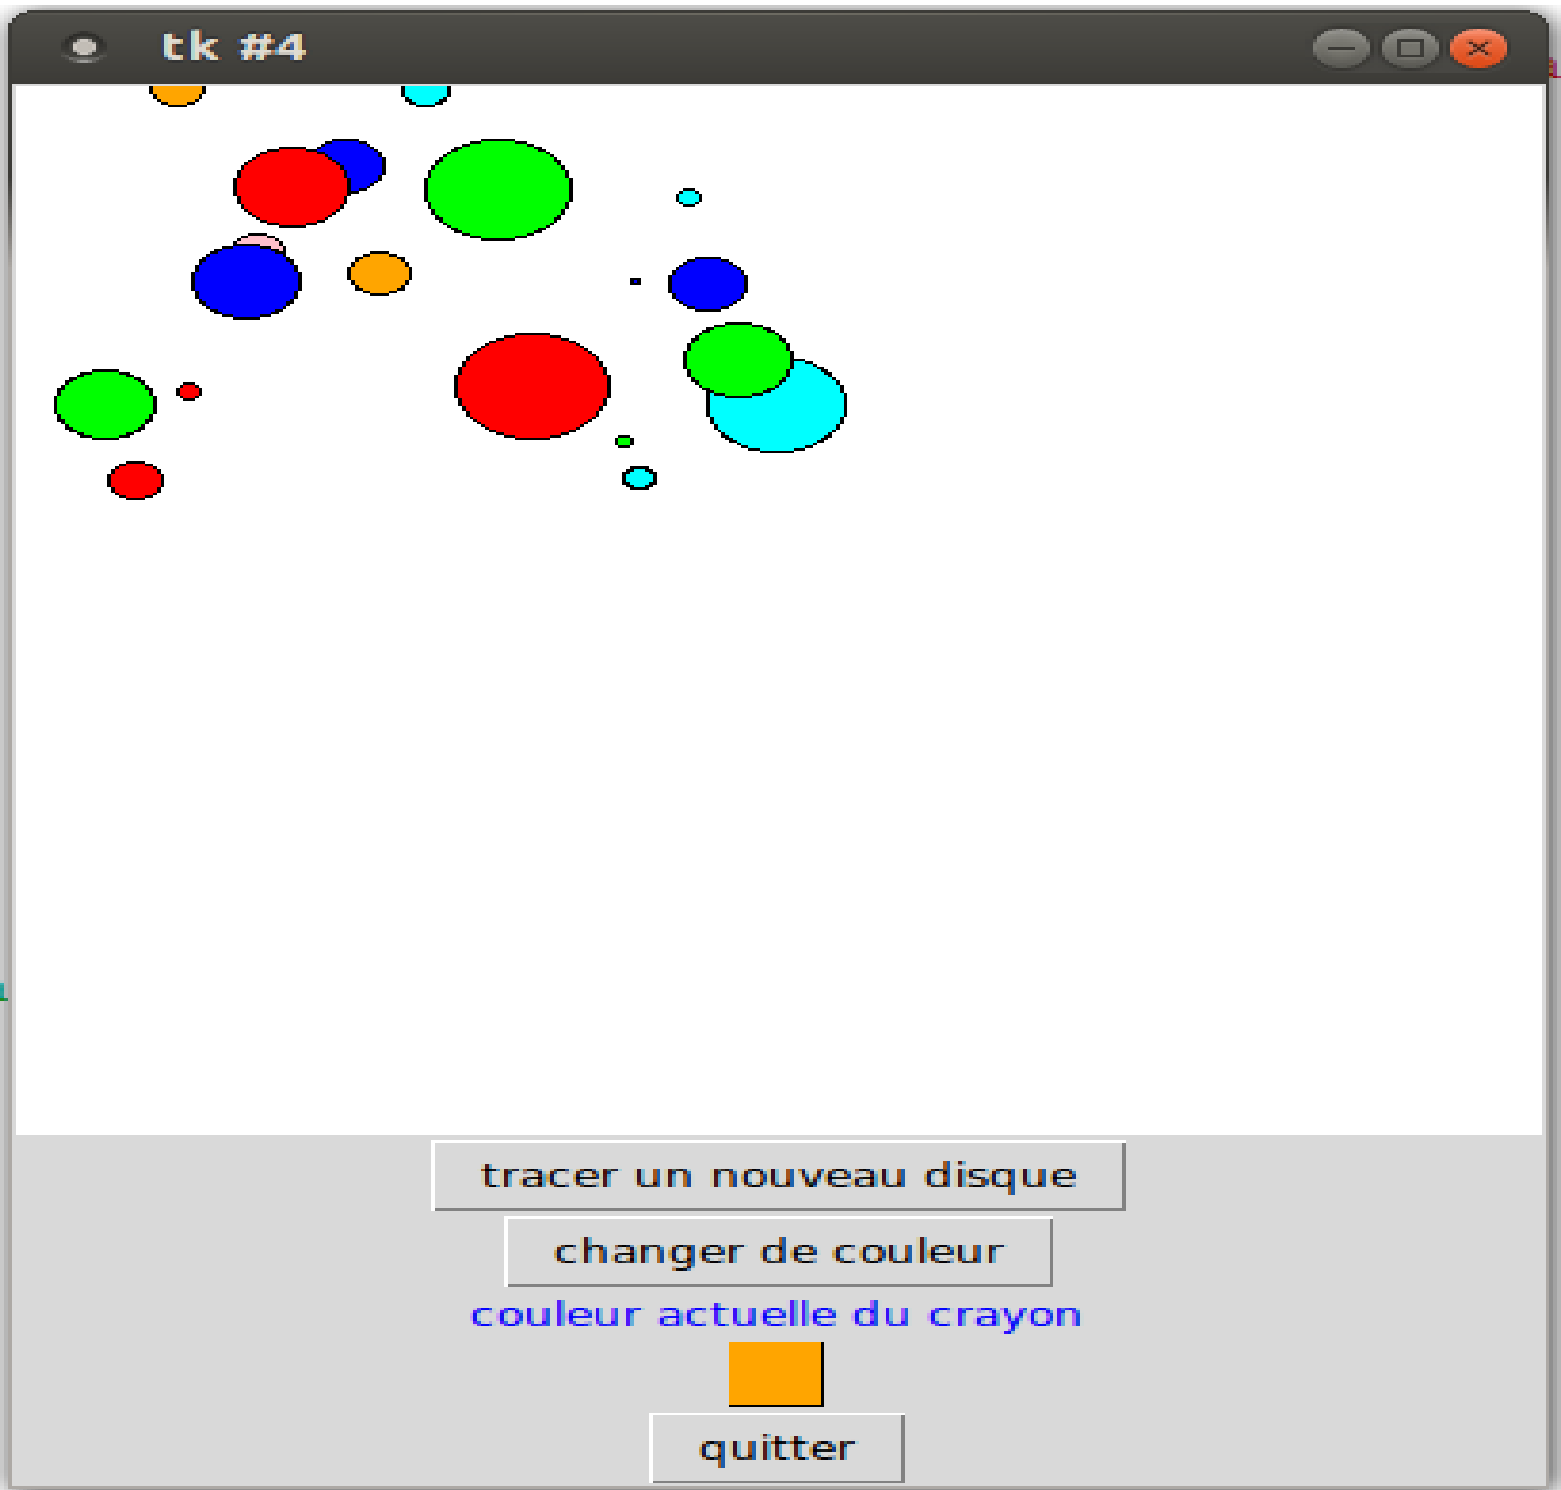 tk #4
tracer un nouveau disque
changer de couleur
couleur actuelle du crayon
quitter